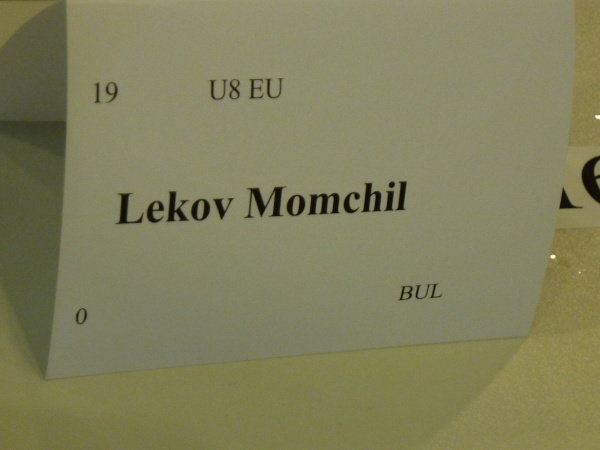 19 U8 EU
Lekov Momchil
0 BUL